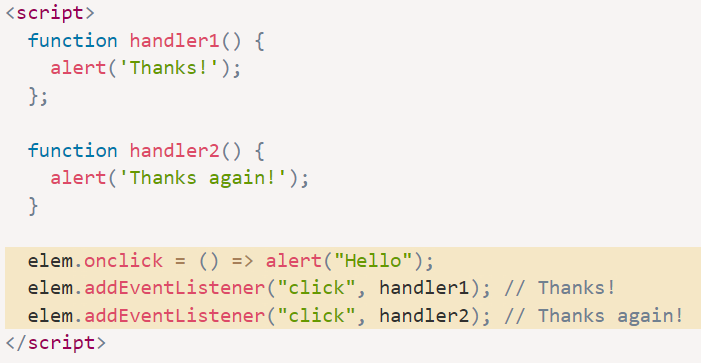 <script>
function handler1() {
alert('Thanks!');
};
function handler2() {
alert('Thanks again!');
}
elem.onclick = () => alert("Hello");
elem.addEventListener("click", handler1); // Thanks!
elem.addEventListener("click", handler2); // Thanks again!
</script>